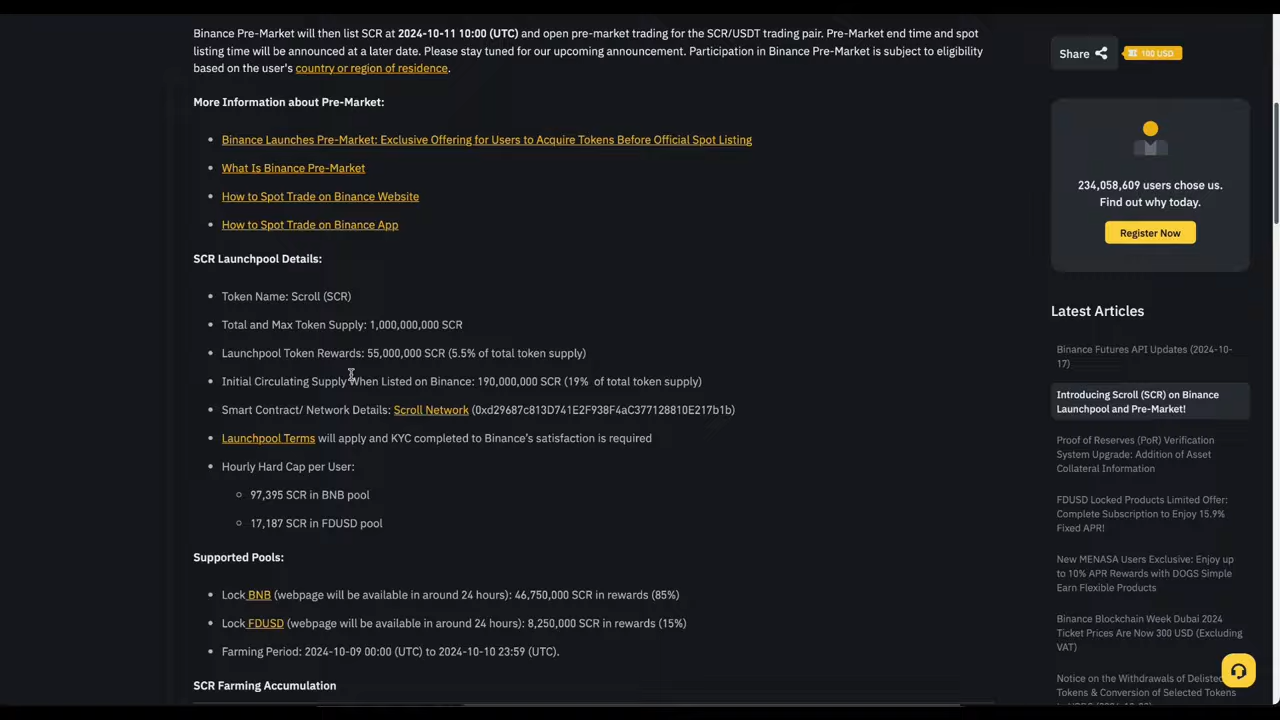 Binance Pre-Market will then list SCR at 2024-10-11 10:00 (UTC) and open pre-market trading for the SCR/USDT trading pair. Pre-Market end time and spot
listing time will be announced at a later date. Please stay tuned for our upcoming announcement. Participation in Binance Pre-Market is subject to eligibility
based on the user's country or region of residence.
More Information about Pre-Market:
Binance Launches Pre-Market: Exclusive Offering for Users to Acquire Tokens Before Official Spot Listing
What Is Binance Pre-Market
How to Spot Trade on Binance Website
How to Spot Trade on Binance App
SCR Launchpool Details:
Token Name: Scroll (SCR)
Total and Max Token Supply: 1,000,000,000 SCR
Launchpool Token Rewards: 55,000,000 SCR (5.5% of total token supply)
Initial Circulating Supply When Listed on Binance: 190,000,000 SCR (19% of total token supply)
Smart Contract/ Network Details: Scroll Network (0xd29687c813D741E2F938F4aC377128810E217b1b)
Launchpool Terms will apply and KYC completed to Binance's satisfaction is required
Hourly Hard Cap per User:
97,395 SCR in BNB pool
17,187 SCR in FDUSD pool
Supported Pools:
Lock BNB (webpage will be available in around 24 hours): 46,750,000 SCR in rewards (85%)
Lock FDUSD (webpage will be available in around 24 hours): 8,250,000 SCR in rewards (15%)
Farming Period: 2024-10-09 00:00 (UTC) to 2024-10-10 23:59 (UTC).
SCR Farming Accumulation
Share
100 USD
234,058,609 users chose us.
Find out why today.
Register Now
Latest Articles
Binance Futures API Updates (2024-10-
17)
Introducing Scroll (SCR) on Binance
Launchpool and Pre-Market!
Proof of Reserves (PoR) Verification
System Upgrade: Addition of Asset
Collateral Information
FDUSD Locked Products Limited Offer:
Complete Subscription to Enjoy 15.9%
Fixed APR!
New MENASA Users Exclusive: Enjoy up
to 10% APR Rewards with DOGS Simple
Earn Flexible Products
Binance Blockchain Week Dubai 2024
Ticket Prices Are Now 300 USD (Excluding
VAT)
Notice on the Withdrawals of Delisted
Tokens & Conversion of Selected Tokens